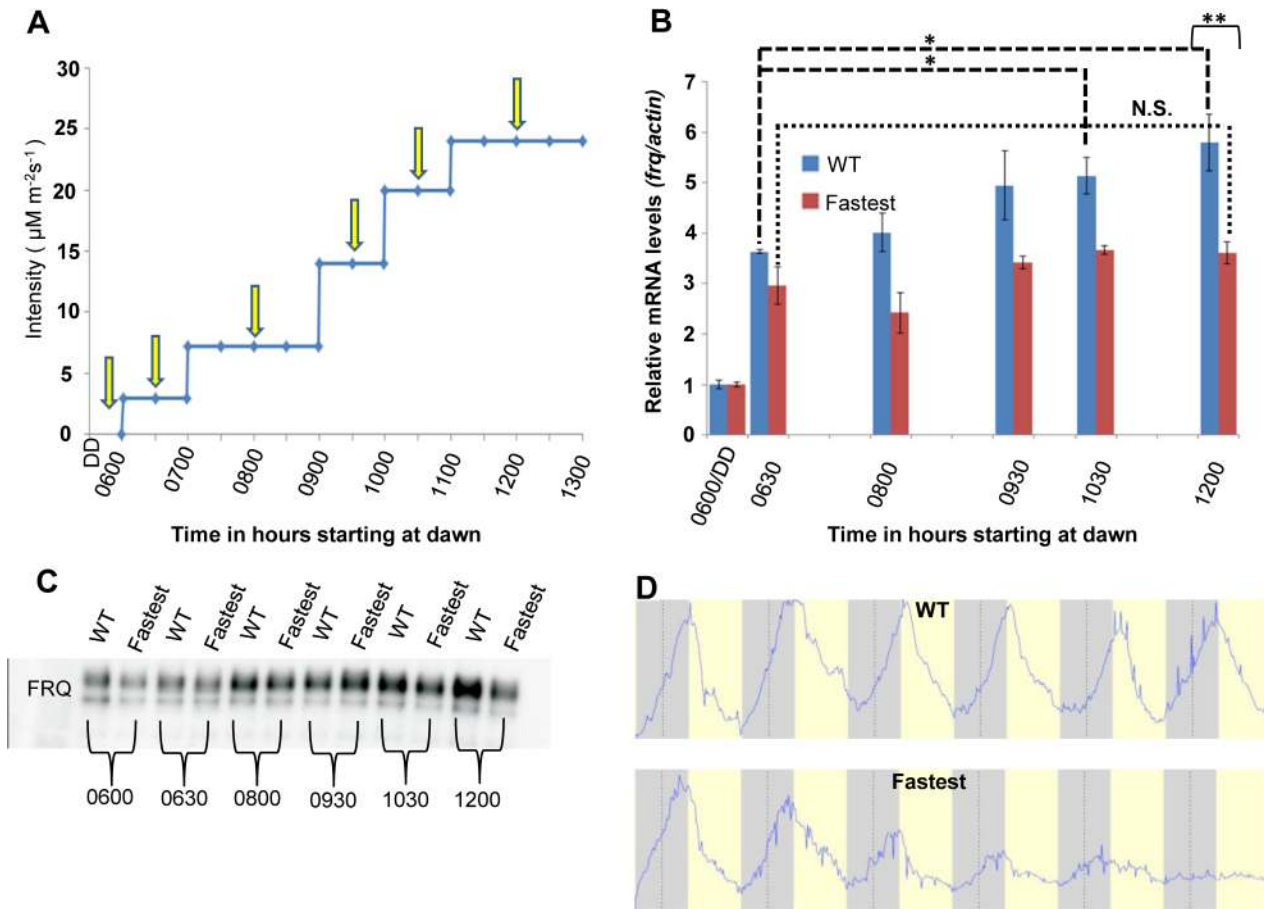 A
30
25
20
15
10
5
0
Intensity ( µM m-2s-1)
DD
0600
0700
0800
0900
1000
1100
1200
1300
Time in hours starting at dawn
B
**
*
*
N.S.
7
6
5
4
3
2
1
0
Relative mRNA levels (frq/actin)
WT
Fastest
0600/DD
0630
0800
0930
1030
1200
Time in hours starting at dawn
C
WT
Fastest
WT
Fastest
WT
Fastest
WT
Fastest
WT
Fastest
WT
Fastest
FRQ
0600
0630
0800
0930
1030
1200
D
WT
Fastest